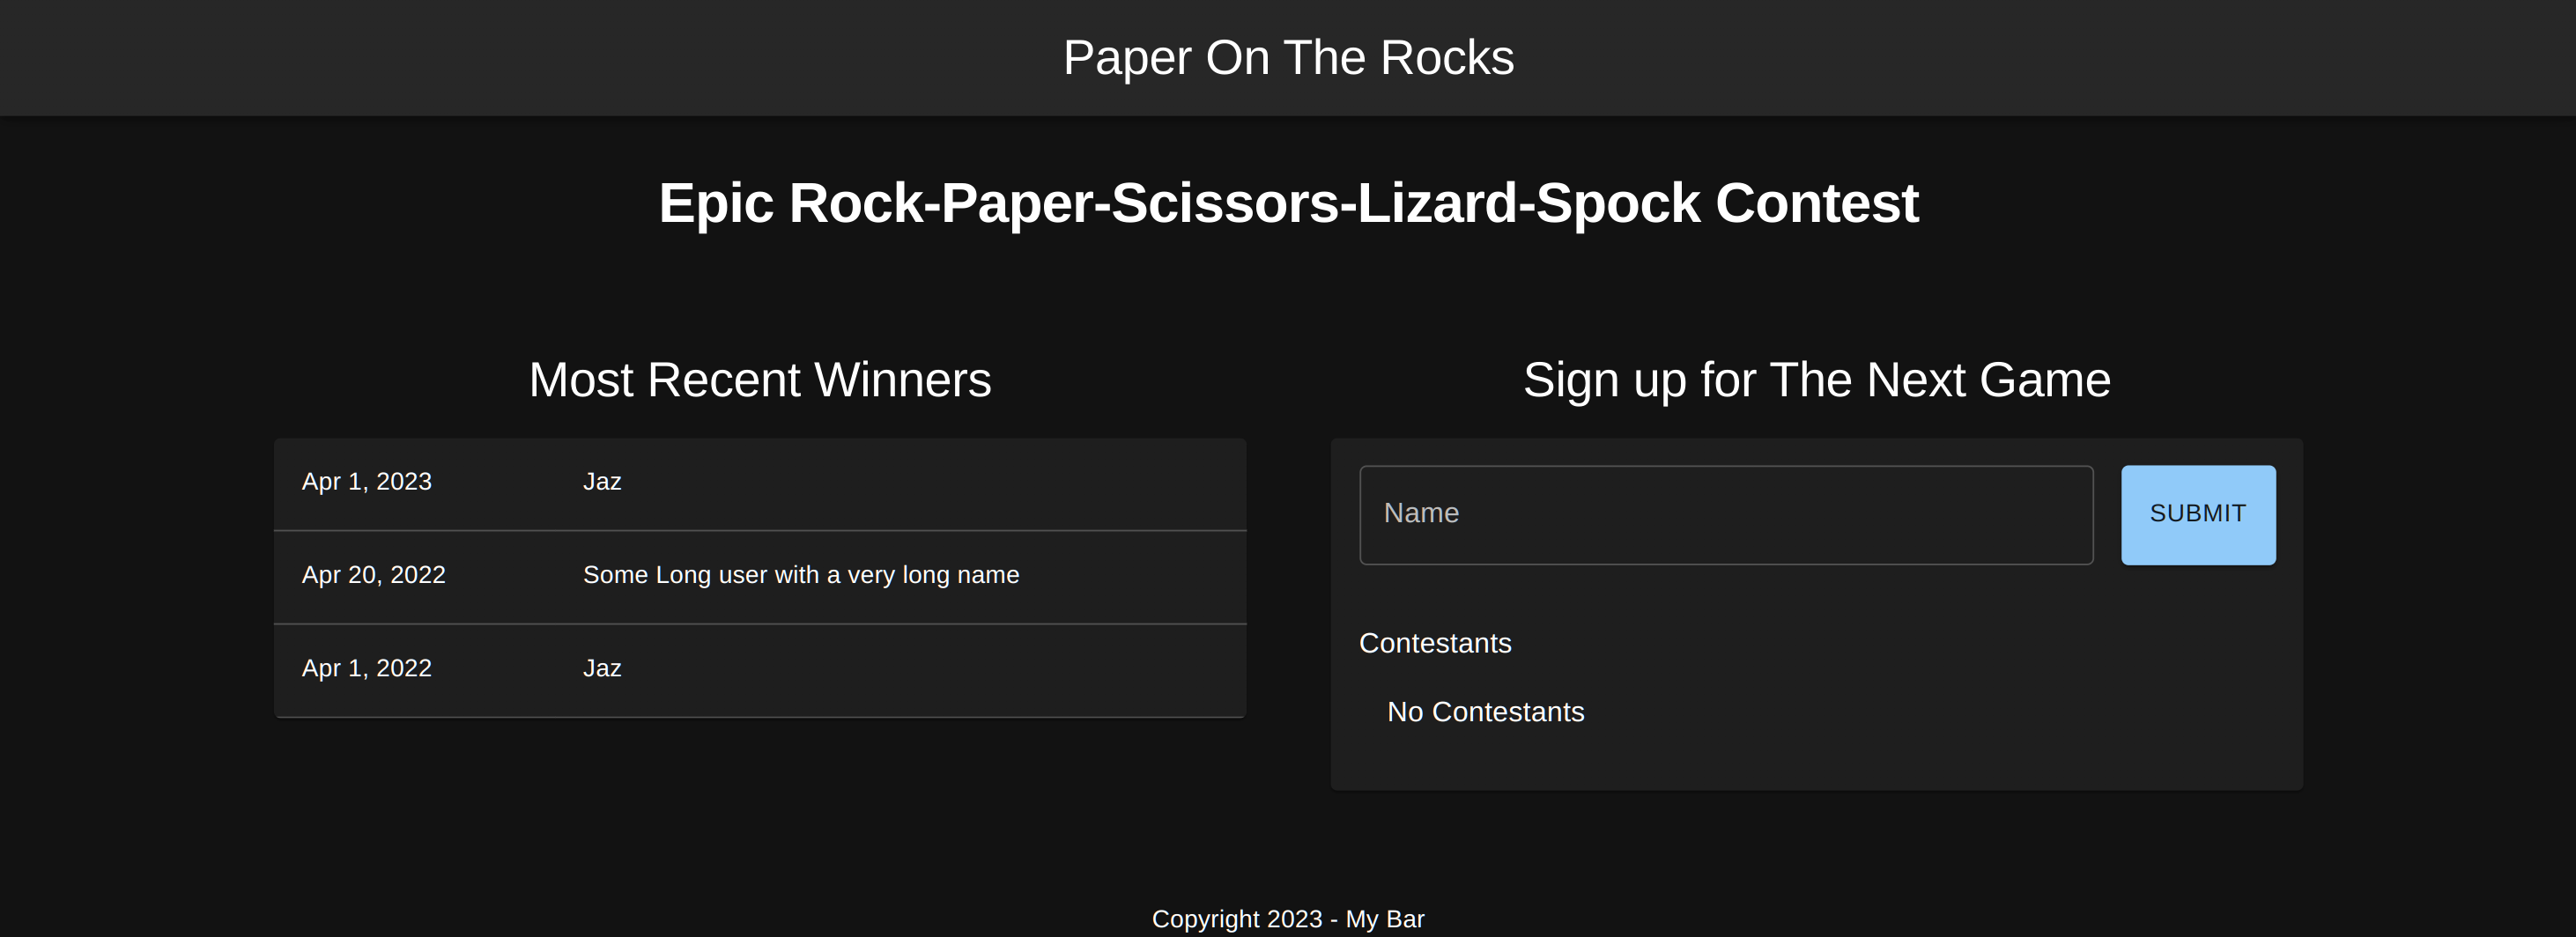 Paper On The Rocks
Epic Rock-Paper-Scissors-Lizard-Spock Contest
Most Recent Winners
Apr 1, 2023 Jaz
Apr 20, 2022 Some Long user with a very long name
Apr 1, 2022 Jaz
Sign up for The Next Game
Name SUBMIT
Contestants
No Contestants
Copyright 2023 - My Bar